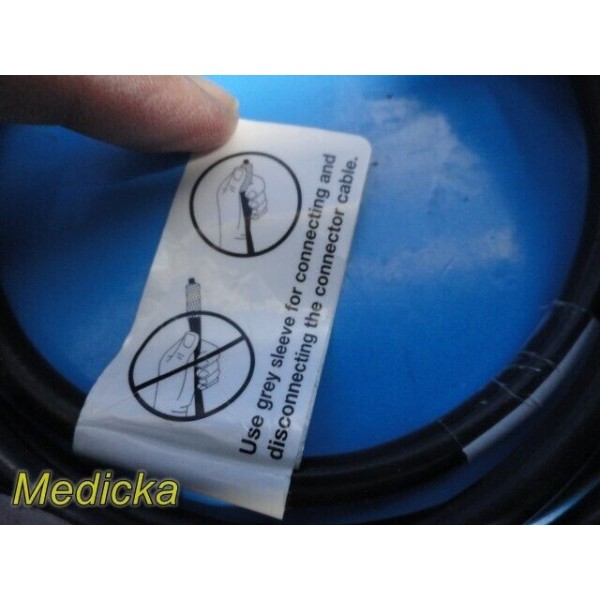 Use grey sleeve for connecting and
disconnecting the connector cable.
Medicka